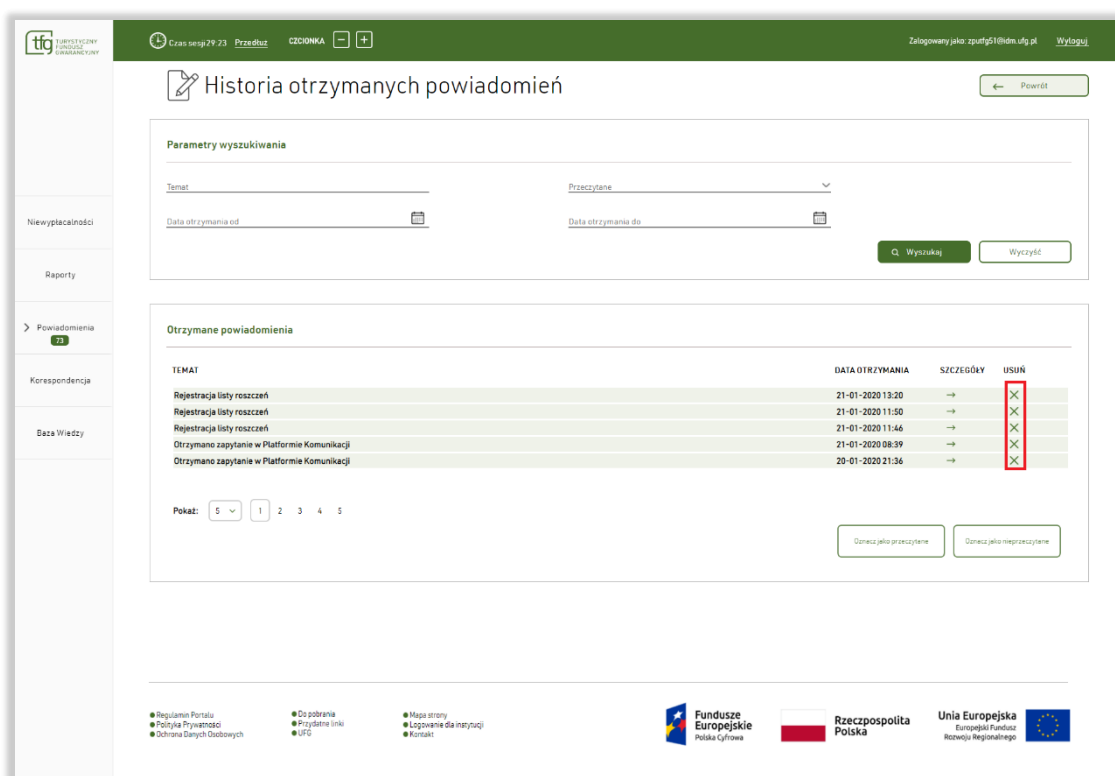 tfg TURYSTYCZNY
FUNDUSZ
GWARANCYJNY
Czas sesji 29:23 Przedłuż CZCIONKA − +
Zalogowany jako: zputfg51@idm.ufg.pl Wyloguj
Historia otrzymanych powiadomień
← Powrót
Niewypłacalności
Raporty
Powiadomienia
73
Korespondencja
Baza Wiedzy
Parametry wyszukiwania
Temat Przeczytane
Data otrzymania od Data otrzymania do
Wyszukaj Wyczyść
Otrzymane powiadomienia
TEMAT DATA OTRZYMANIA SZCZEGÓŁY USUŃ
Rejestracja listy roszczeń 21-01-2020 13:20 →
Rejestracja listy roszczeń 21-01-2020 11:50 →
Rejestracja listy roszczeń 21-01-2020 11:46 →
Otrzymano zapytanie w Platformie Komunikacji 21-01-2020 08:39 →
Otrzymano zapytanie w Platformie Komunikacji 20-01-2020 21:36 →
Pokaż: 5 1 2 3 4 5
Oznacz jako przeczytane Oznacz jako nieprzeczytane
Regulamin Portalu
Polityka Prywatności
Ochrona Danych Osobowych
Do pobrania
Przydatne linki
UFG
Mapa strony
Logowanie dla instytucji
Kontakt
Fundusze
Europejskie
Polska Cyfrowa
Rzeczpospolita
Polska
Unia Europejska
Europejski Fundusz
Rozwoju Regionalnego